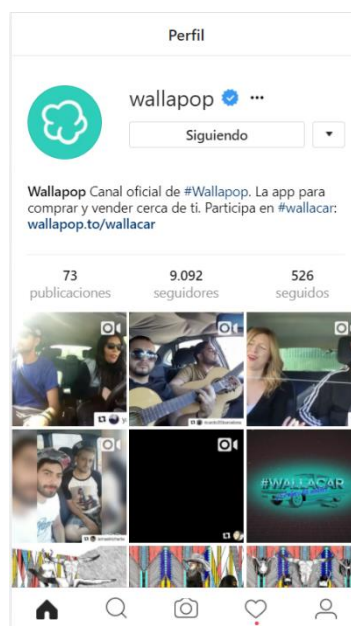 Perfil
wallapop
Siguiendo
Wallapop Canal oficial de #Wallapop. La app para
comprar y vender cerca de ti. Participa en #wallacar:
wallapop.to/wallacar
73 9.092 526
publicaciones seguidores seguidos
#WALLACAR